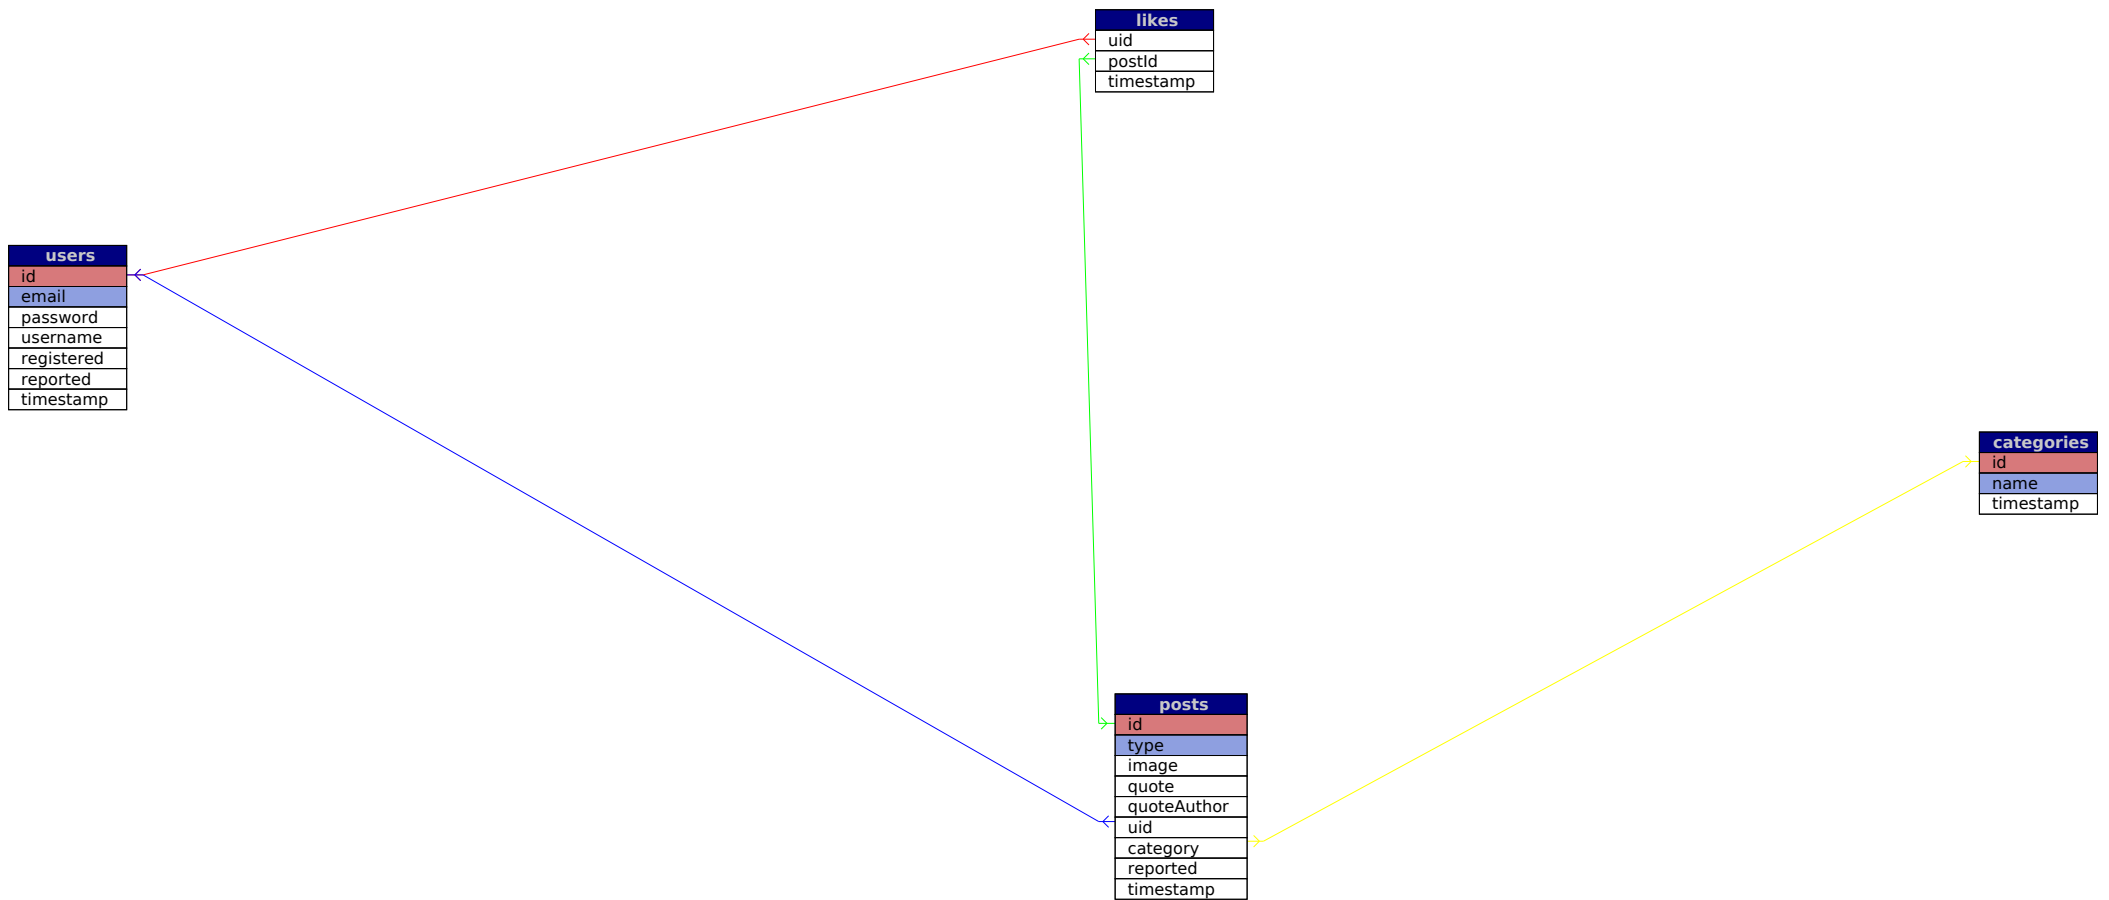 likes
uid
postId
timestamp
users
id
email
password
username
registered
reported
timestamp
categories
id
name
timestamp
posts
id
type
image
quote
quoteAuthor
uid
category
reported
timestamp